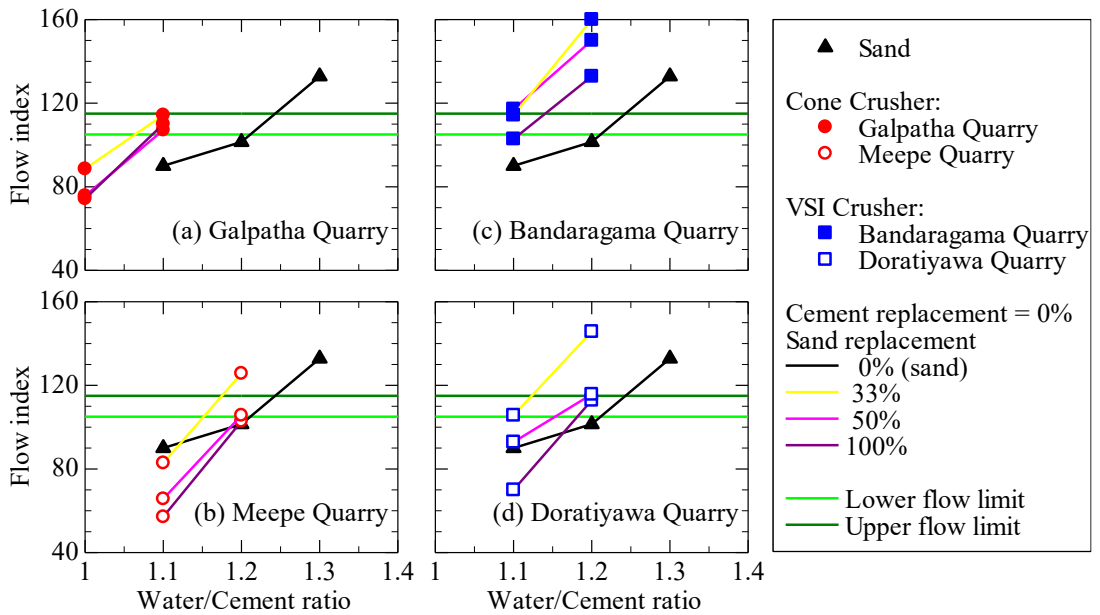 160
120
80
40
Flow index
(a) Galpatha Quarry
(c) Bandaragama Quarry
160
120
80
40
Flow index
(b) Meepe Quarry
(d) Doratiyawa Quarry
1 1.1 1.2 1.3 1.4
1 1.1 1.2 1.3 1.4
Water/Cement ratio
Water/Cement ratio
Sand
Cone Crusher:
Galpatha Quarry
Meepe Quarry
VSI Crusher:
Bandaragama Quarry
Doratiyawa Quarry
Cement replacement = 0%
Sand replacement
0% (sand)
33%
50%
100%
Lower flow limit
Upper flow limit